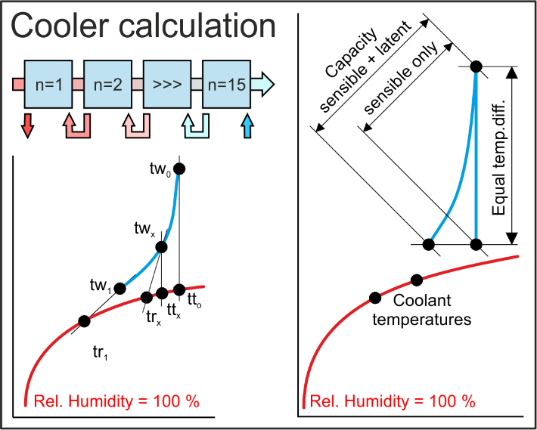 Cooler calculation
n=1 n=2 >>> n=15
tw0
twx
tw1
trx ttx tt0
tr1
Rel. Humidity = 100 %
Capacity
sensible + latent
sensible only
Equal temp.diff.
Coolant
temperatures
Rel. Humidity = 100 %